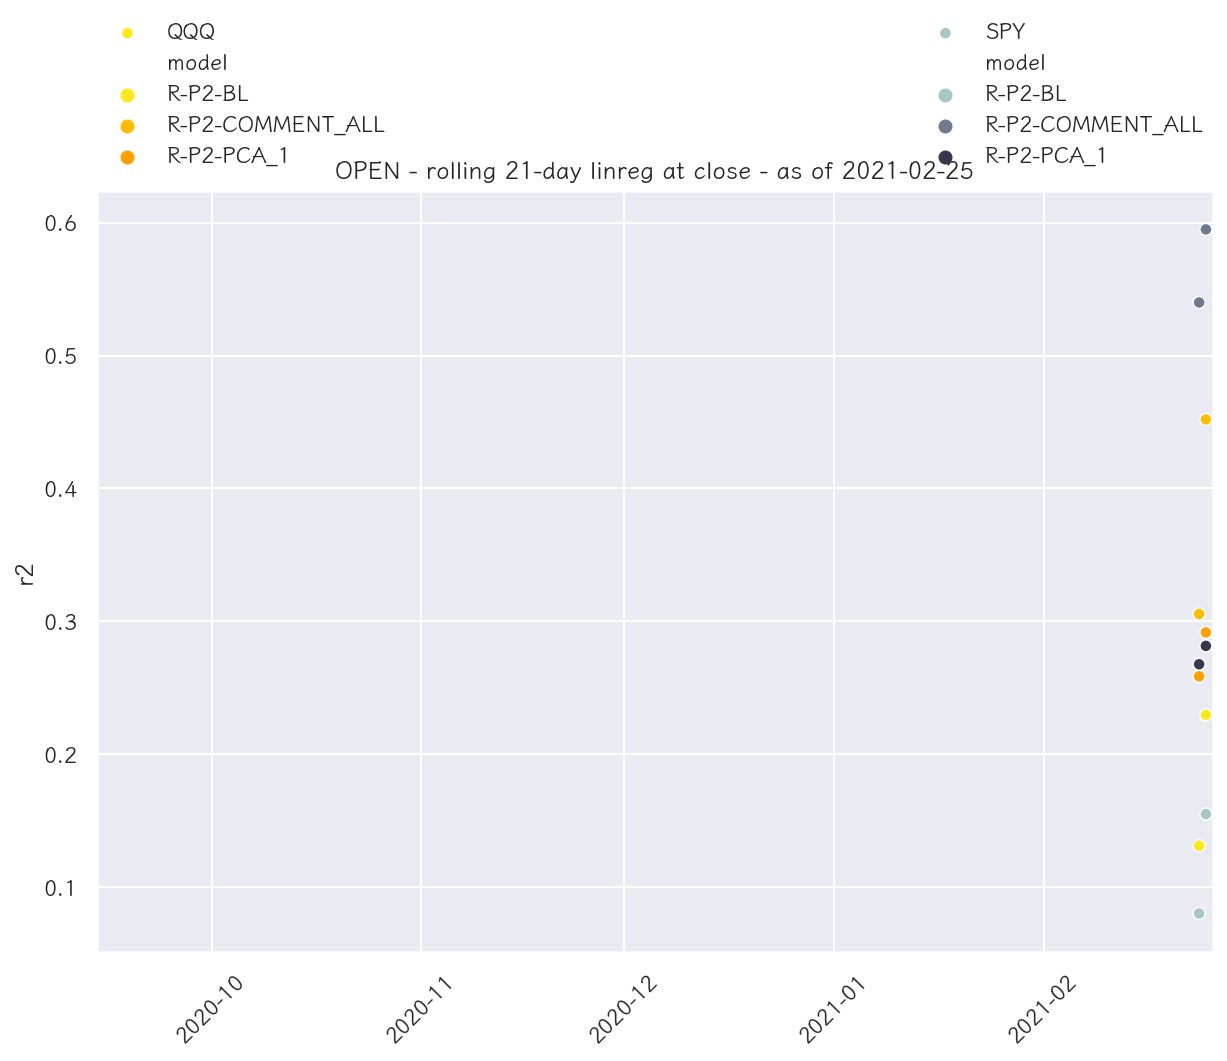 QQQ
model
R-P2-BL
R-P2-COMMENT_ALL
R-P2-PCA_1
SPY
model
R-P2-BL
R-P2-COMMENT_ALL
R-P2-PCA_1
OPEN - rolling 21-day linreg at close - as of 2021-02-25
0.6
0.5
0.4
0.3
0.2
0.1
r2
2020-10
2020-11
2020-12
2021-01
2021-02